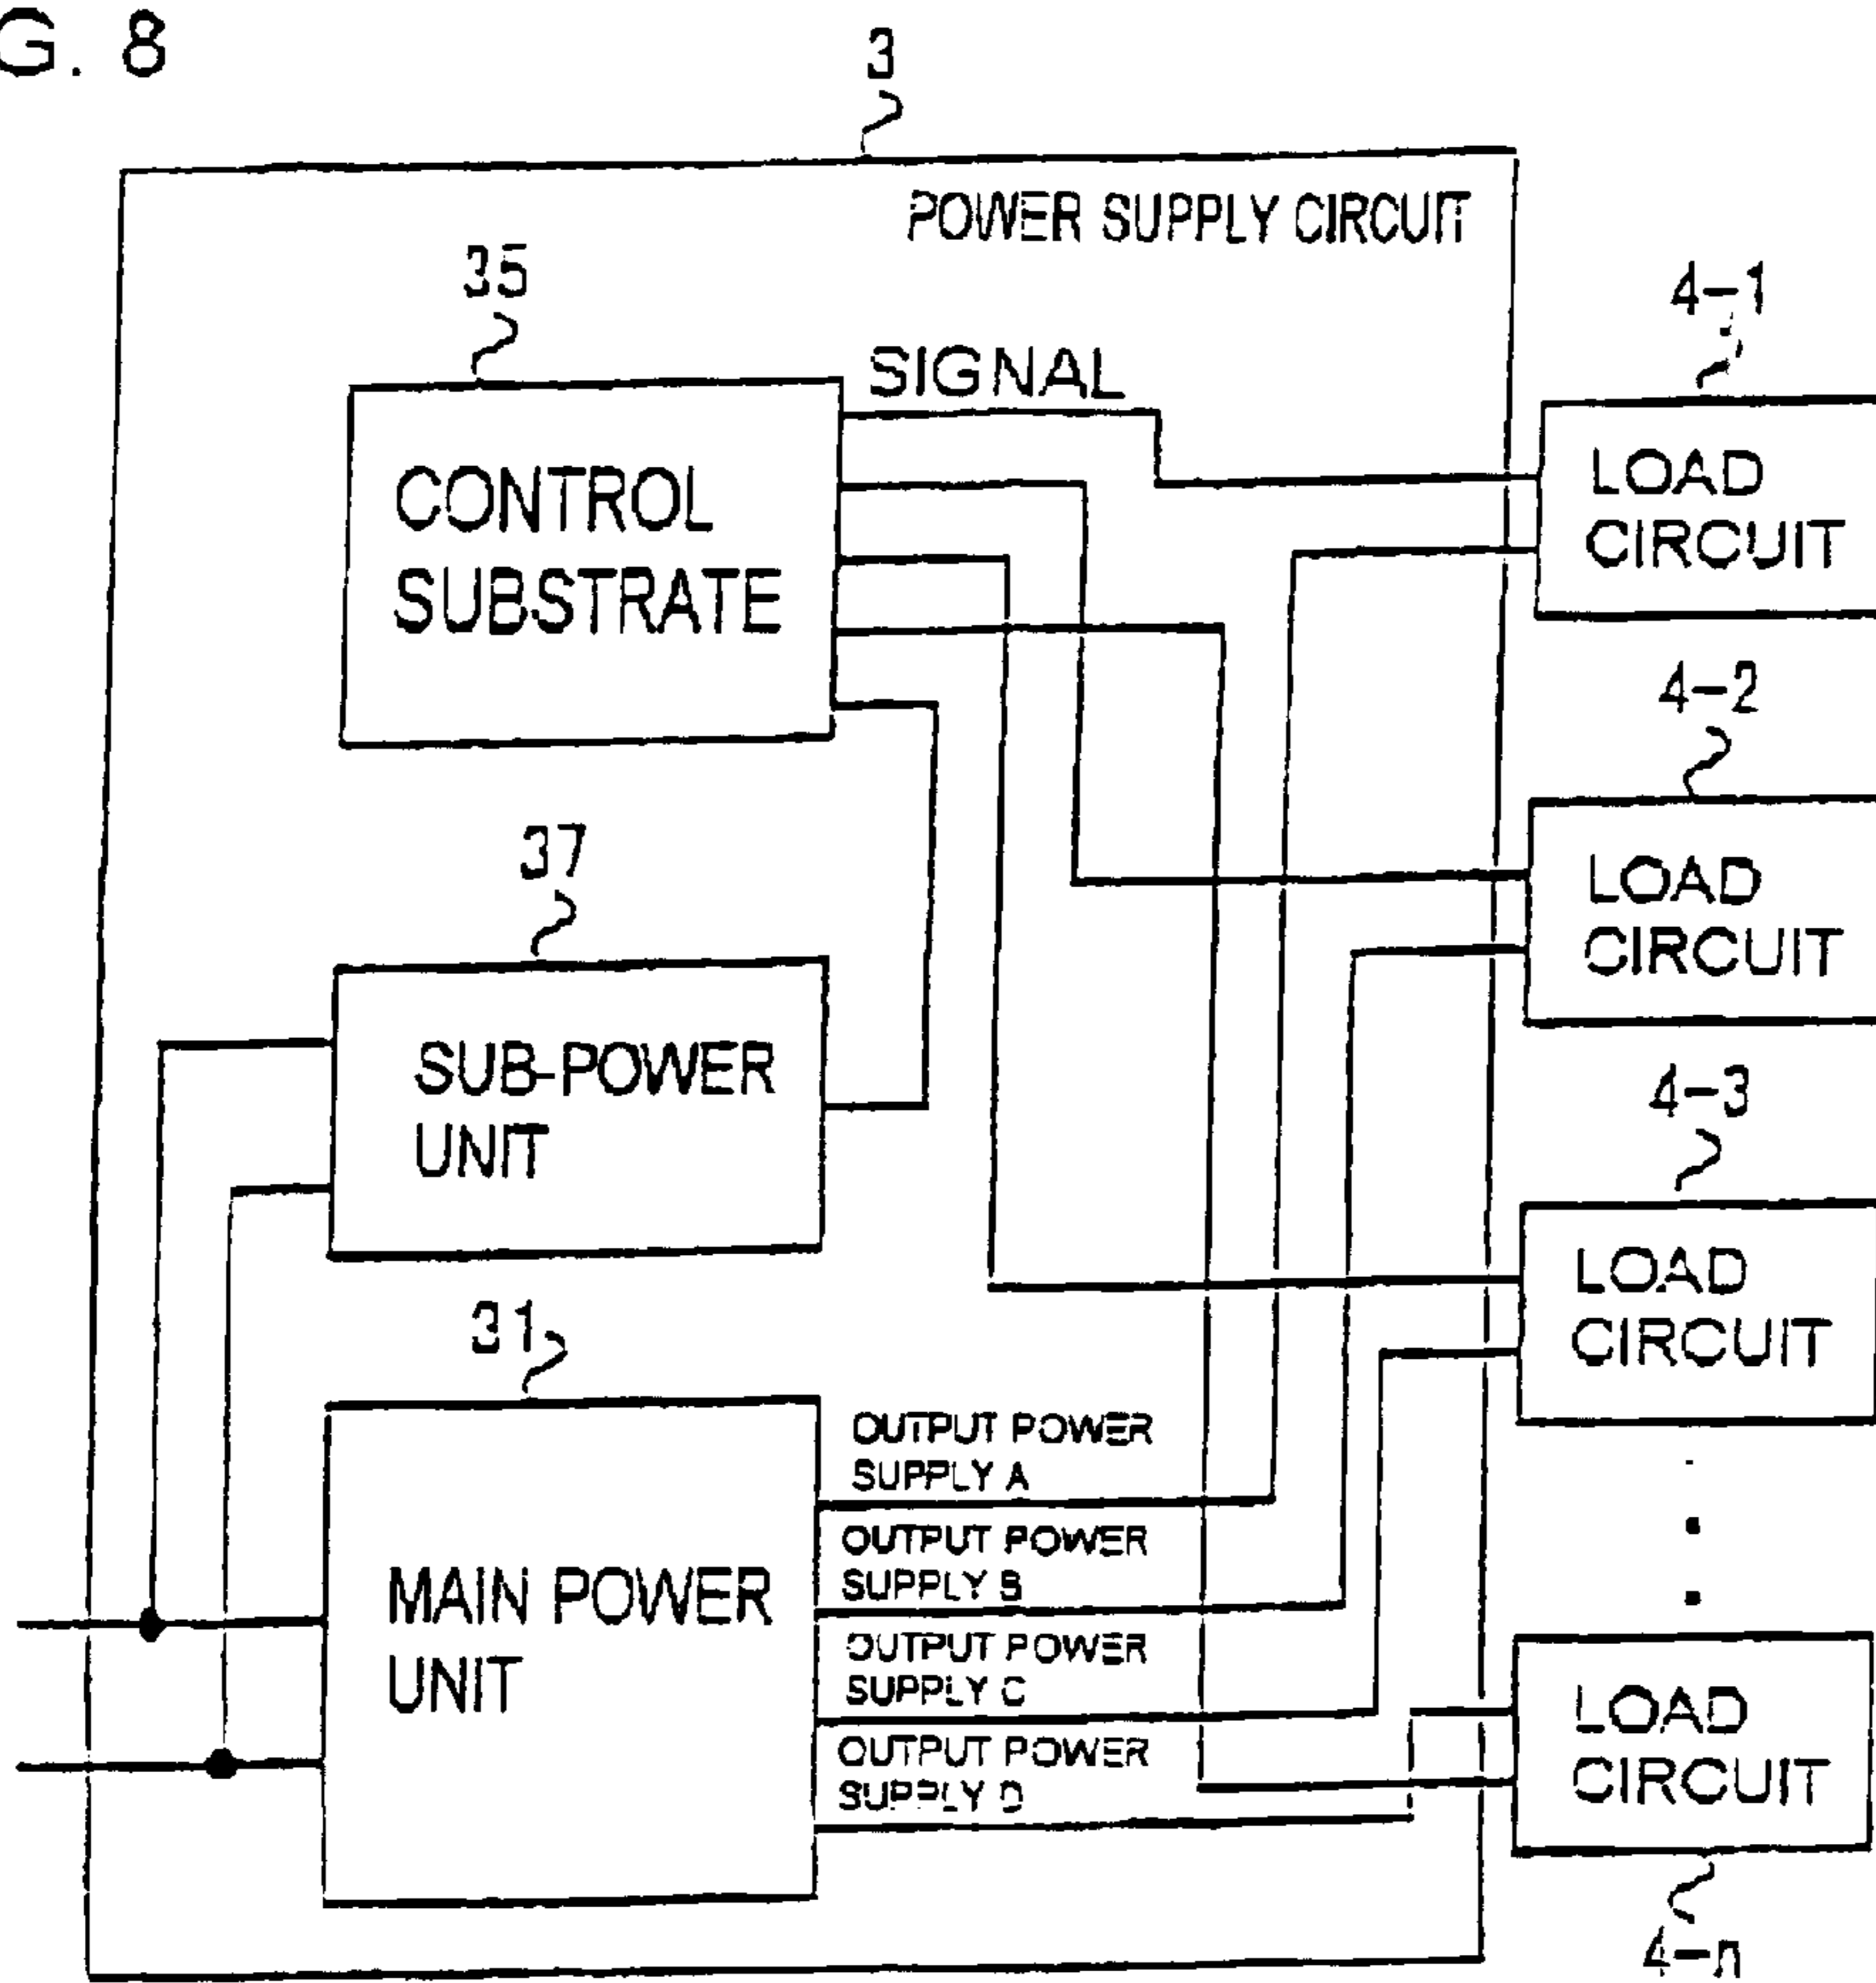 G. 8
3
POWER SUPPLY CIRCUIT
35
SIGNAL
CONTROL
SUBSTRATE
4-1
LOAD
CIRCUIT
4-2
LOAD
CIRCUIT
37
SUB-POWER
UNIT
4-3
LOAD
CIRCUIT
31
MAIN POWER
UNIT
OUTPUT POWER
SUPPLY A
OUTPUT POWER
SUPPLY B
OUTPUT POWER
SUPPLY C
OUTPUT POWER
SUPPLY D
LOAD
CIRCUIT
4-n